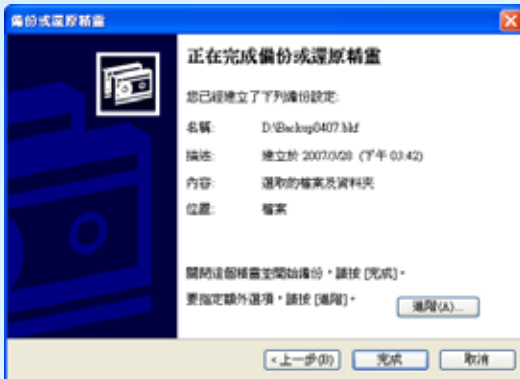 備份或還原精靈
正在完成備份或還原精靈
您已經建立了下列備份設定:
名稱: D:\Backup0407.bkf
描述: 建立於 2007/3/28 (下午 03:42)
內容: 選取的檔案及資料夾
位置: 檔案
關閉這個精靈並開始備份，請按 [完成]。
要指定額外選項，請按 [進階]。
進階(A)...
<上一步(B)
完成
取消